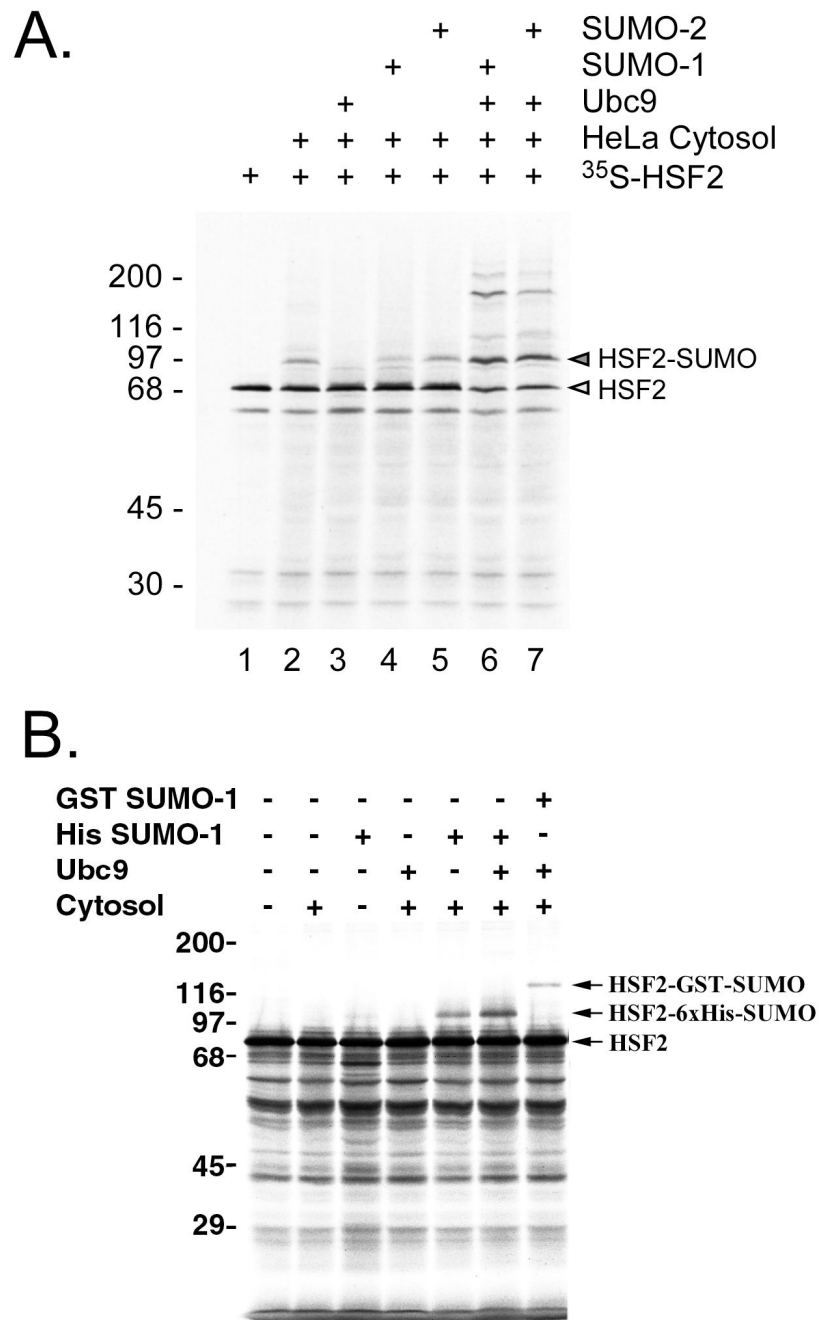 A.
+ + SUMO-2
+ + SUMO-1
+ + + Ubc9
+ + + + + + HeLa Cytosol
+ + + + + + + 35S-HSF2
200 -
116 -
97 - HSF2-SUMO
68 - HSF2
45 -
30 -
1 2 3 4 5 6 7
B.
GST SUMO-1 - - - - - - +
His SUMO-1 - - + - + + -
Ubc9 - - - + - + +
Cytosol - + - + + + +
200-
HSF2-GST-SUMO
116-
HSF2-6xHis-SUMO
97-
HSF2
68-
45-
29-